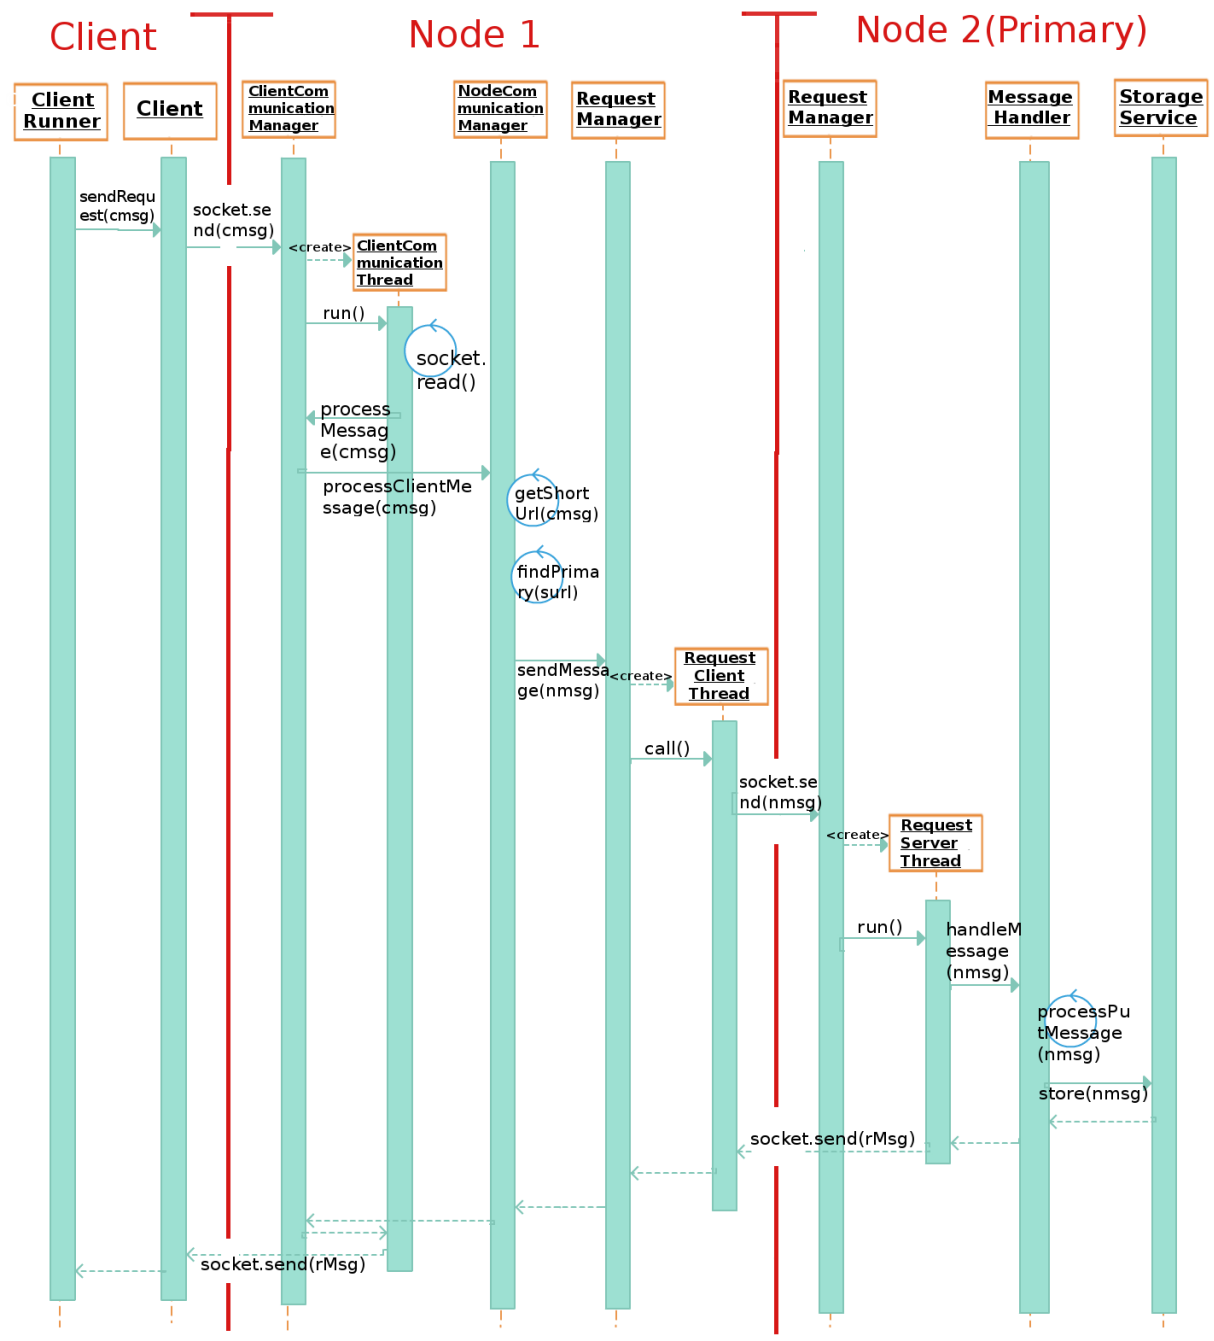 Client
Node 1
Node 2(Primary)
Client
Runner
Client
ClientCom
munication
Manager
NodeCom
munication
Manager
Request
Manager
Request
Manager
Message
Handler
Storage
Service
sendRequ
est(cmsg)
socket.se
nd(cmsg)
<create>
ClientCom
munication
Thread
run()
socket.
read()
process
Messag
e(cmsg)
processClientMe
ssage(cmsg)
getShort
Url(cmsg)
findPrima
ry(surl)
sendMessa
ge(nmsg)
<create>
Request
Client
Thread
call()
socket.se
nd(nmsg)
<create>
Request
Server
Thread
run()
handleM
essage
(nmsg)
processPu
tMessage
(nmsg)
store(nmsg)
socket.send(rMsg)
socket.send(rMsg)